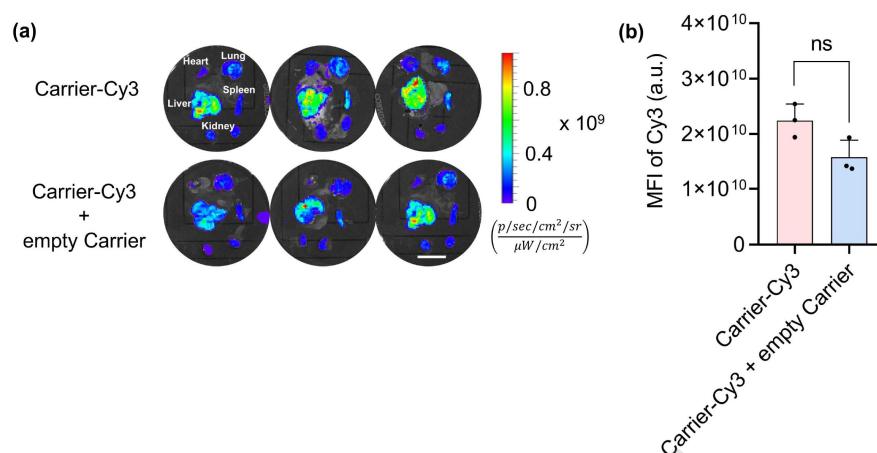 (a)
Carrier-Cy3
Heart
Lung
Liver
Spleen
Kidney
Carrier-Cy3
+
empty Carrier
0.8
0.4
0
x 10⁹
(p/sec/cm²/sr
µW/cm²)
(b)
MFI of Cy3 (a.u.)
4×10¹⁰
3×10¹⁰
2×10¹⁰
1×10¹⁰
0
ns
Carrier-Cy3
Carrier-Cy3 + empty Carrier